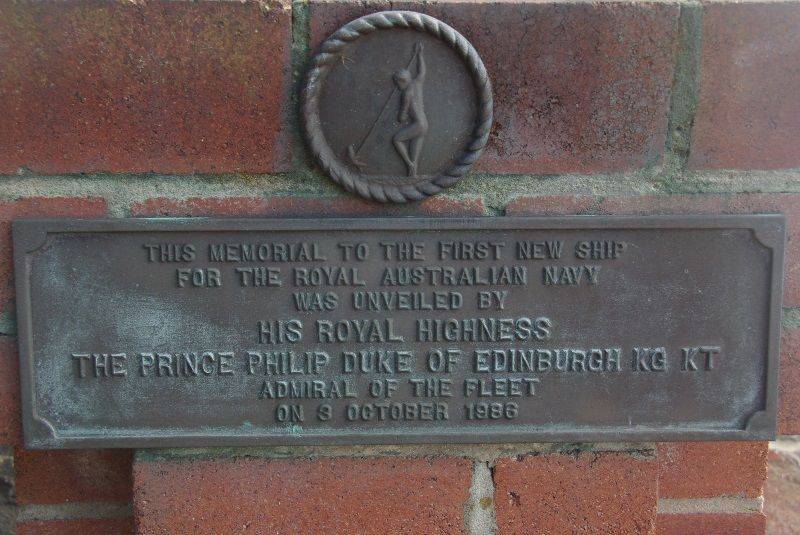 THIS MEMORIAL TO THE FIRST NEW SHIP
FOR THE ROYAL AUSTRALIAN NAVY
WAS UNVEILED BY
HIS ROYAL HIGHNESS
THE PRINCE PHILIP DUKE OF EDINBURGH KG KT
ADMIRAL OF THE FLEET
ON 3 OCTOBER 1986